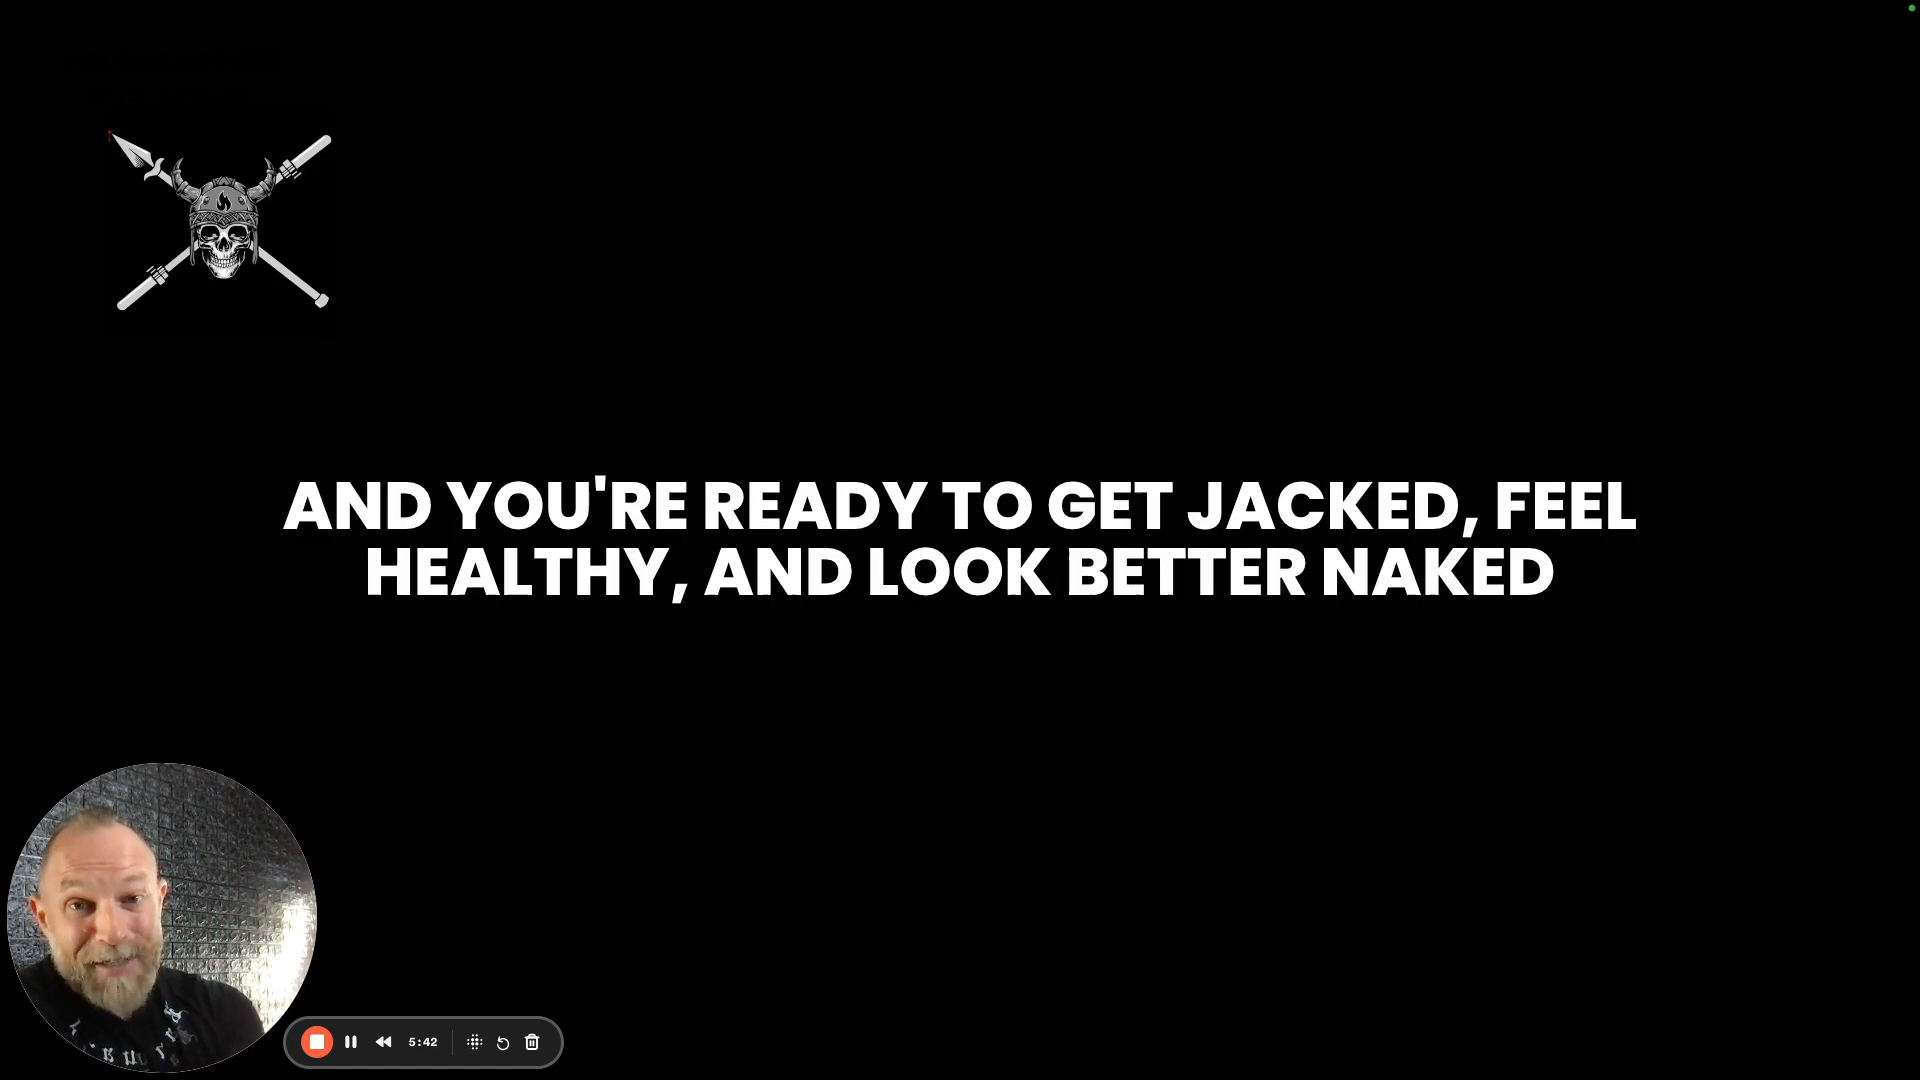 AND YOU'RE READY TO GET JACKED, FEEL
HEALTHY, AND LOOK BETTER NAKED
5:42